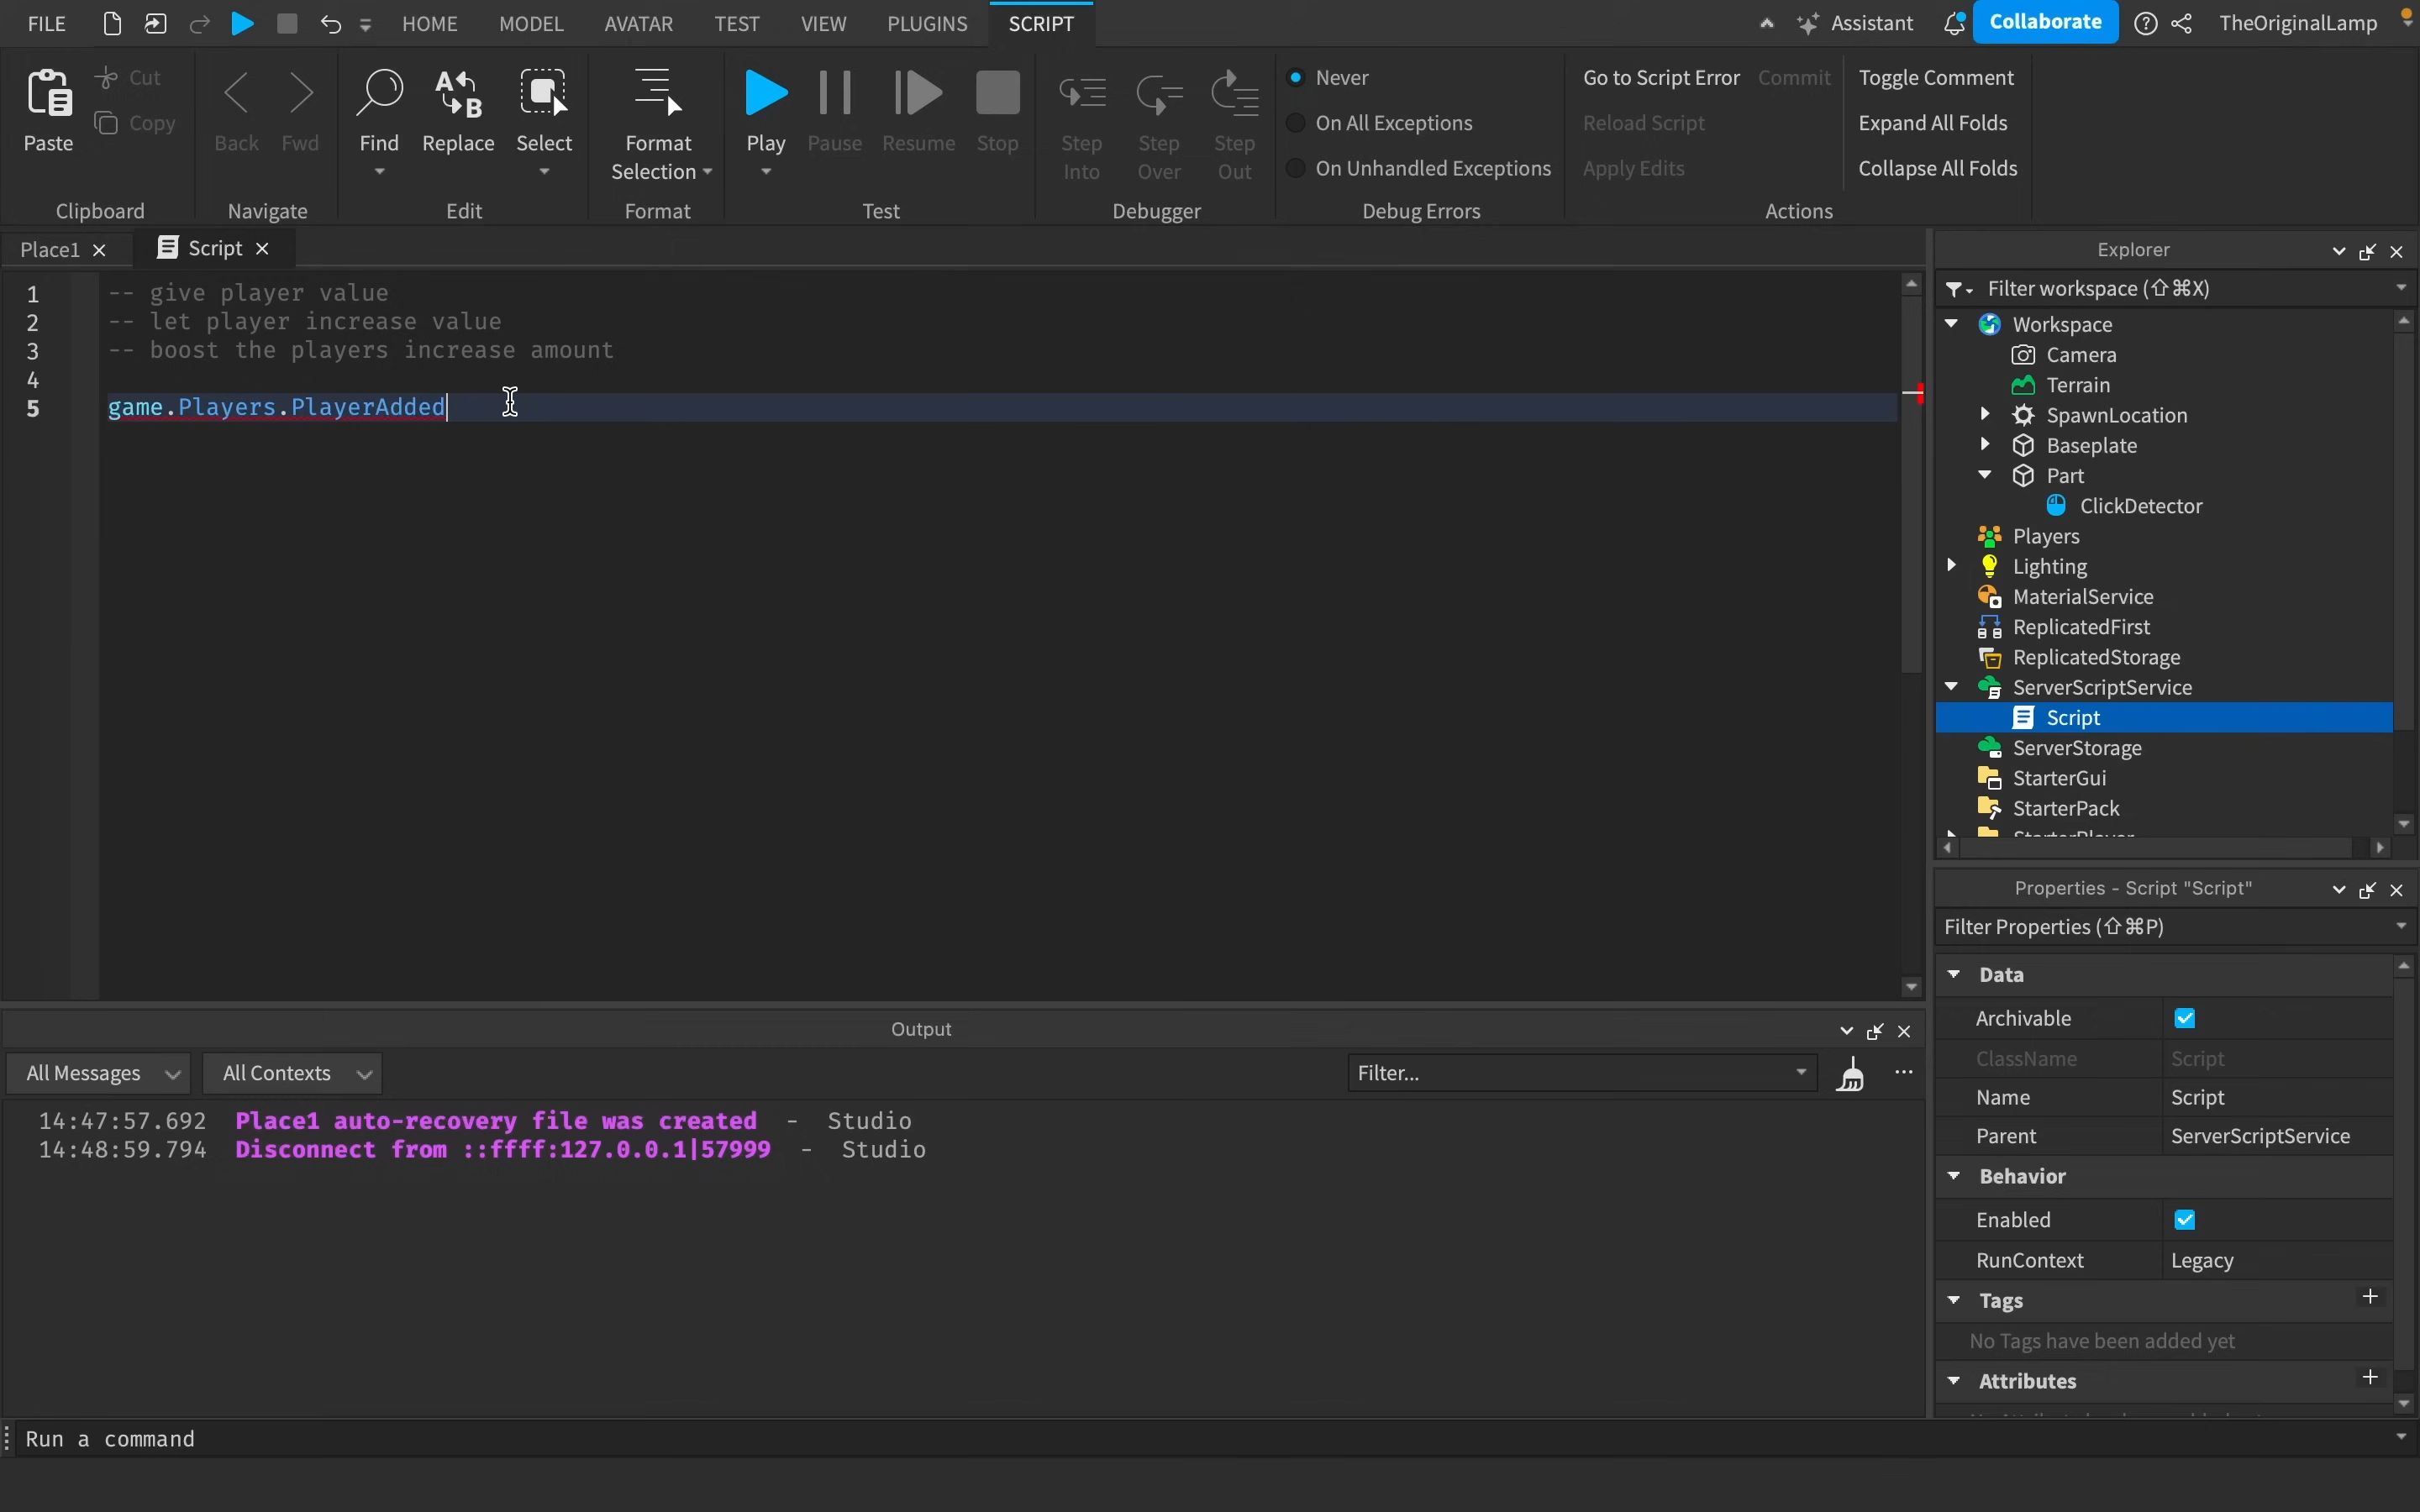 FILE HOME MODEL AVATAR TEST VIEW PLUGINS SCRIPT Assistant Collaborate TheOriginalLamp
Paste Cut Copy
Clipboard
Back Fwd
Navigate
Find Replace Select
Edit
Format Selection
Format
Play Pause Resume Stop
Test
Step Into Step Over Step Out
Debugger
Never
On All Exceptions
On Unhandled Exceptions
Debug Errors
Go to Script Error Commit
Reload Script
Apply Edits
Toggle Comment
Expand All Folds
Collapse All Folds
Actions
Place1 Script
1 -- give player value
2 -- let player increase value
3 -- boost the players increase amount
4
5 game.Players.PlayerAdded
Explorer
Filter workspace (⇧⌘X)
Workspace
Camera
Terrain
SpawnLocation
Baseplate
Part
ClickDetector
Players
Lighting
MaterialService
ReplicatedFirst
ReplicatedStorage
ServerScriptService
Script
ServerStorage
StarterGui
StarterPack
Properties - Script "Script"
Filter Properties (⇧⌘P)
Data
Archivable
ClassName Script
Name Script
Parent ServerScriptService
Behavior
Enabled
RunContext Legacy
Tags +
No Tags have been added yet
Attributes +
Output
All Messages All Contexts Filter... ...
14:47:57.692 Place1 auto-recovery file was created - Studio
14:48:59.794 Disconnect from ::ffff:127.0.0.1|57999 - Studio
Run a command